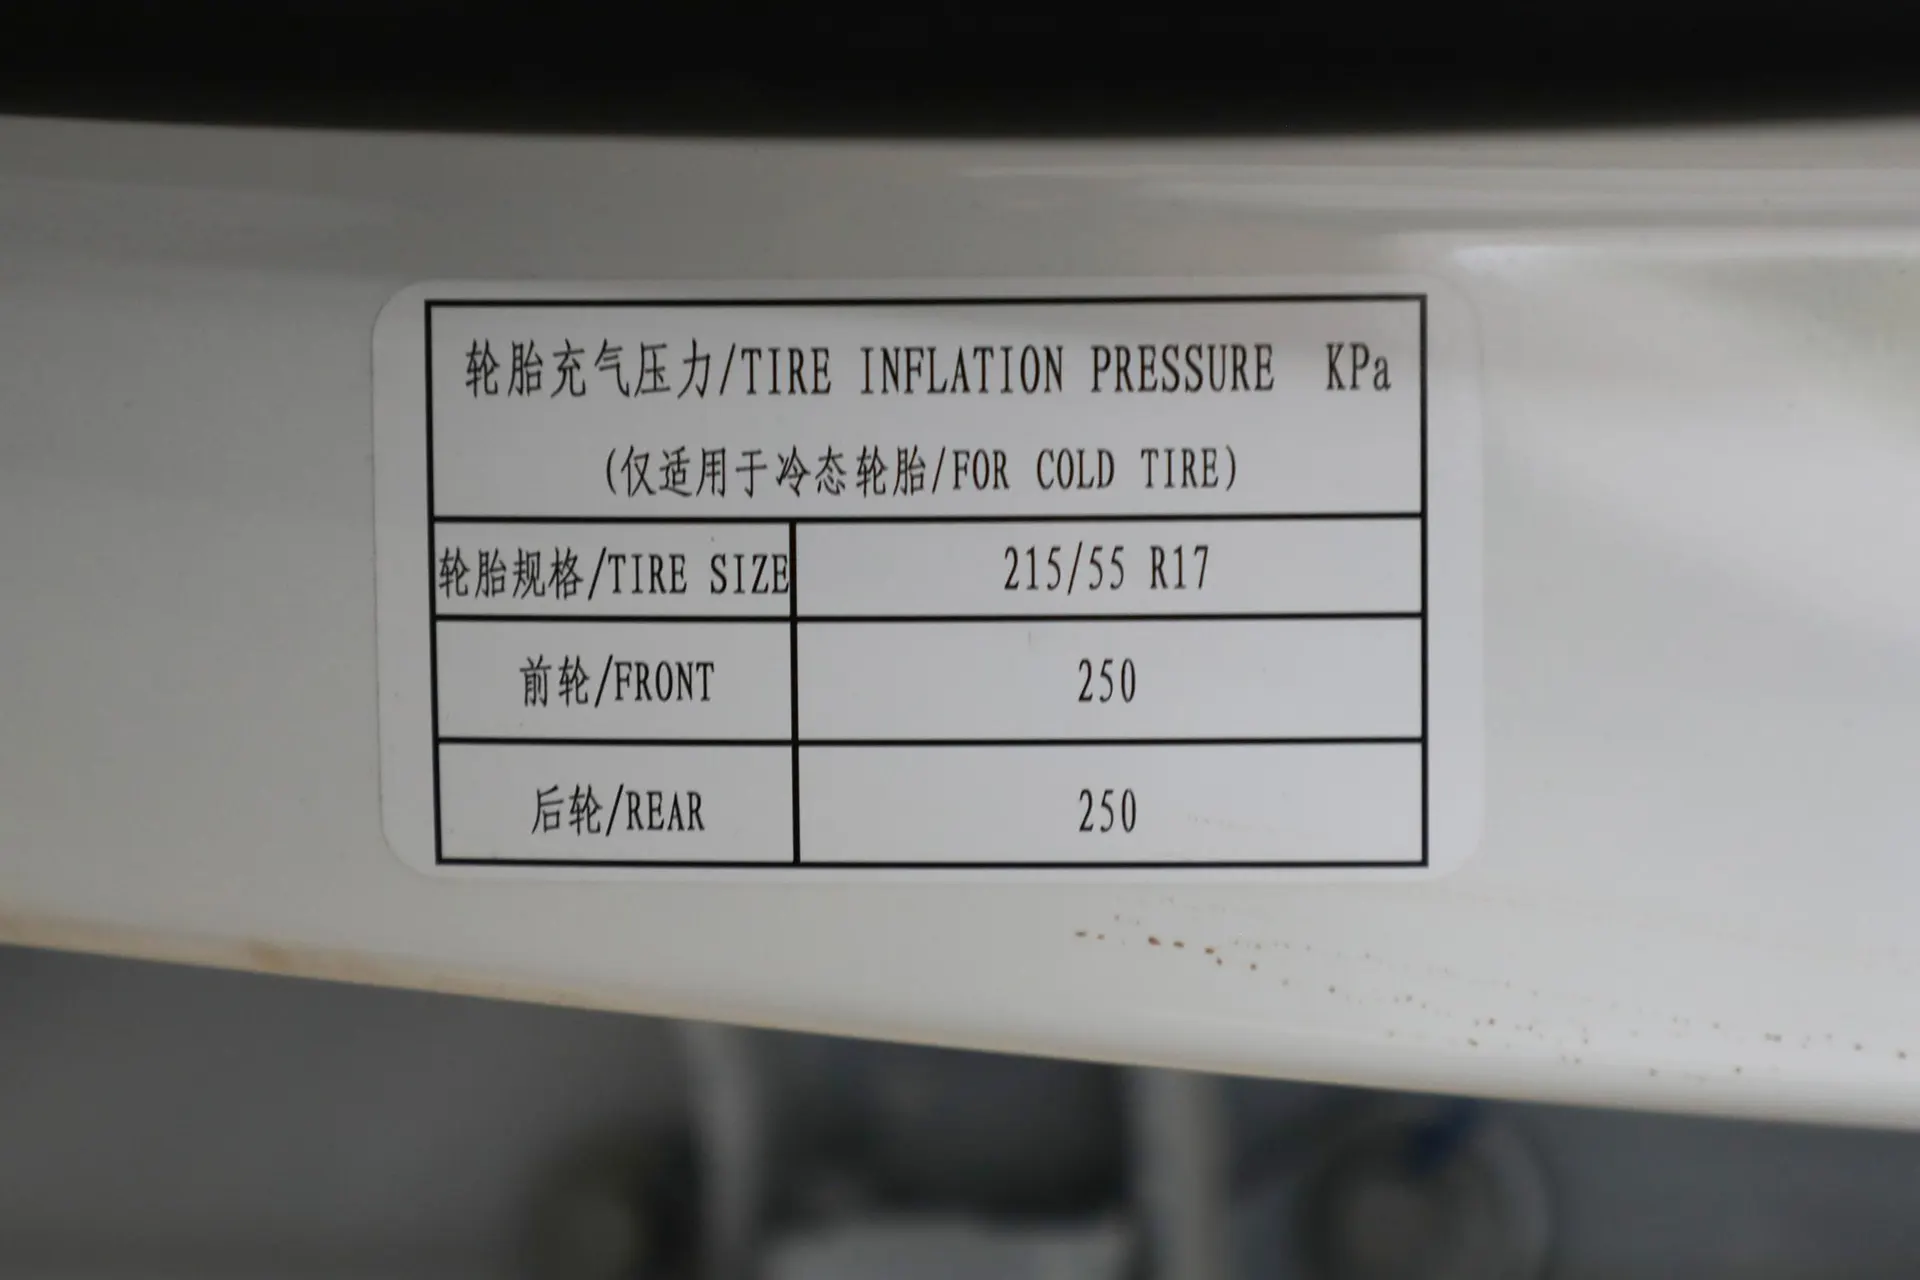 轮胎充气压力/TIRE INFLATION PRESSURE KPa
(仅适用于冷态轮胎/FOR COLD TIRE)
轮胎规格/TIRE SIZE 215/55 R17
前轮/FRONT 250
后轮/REAR 250